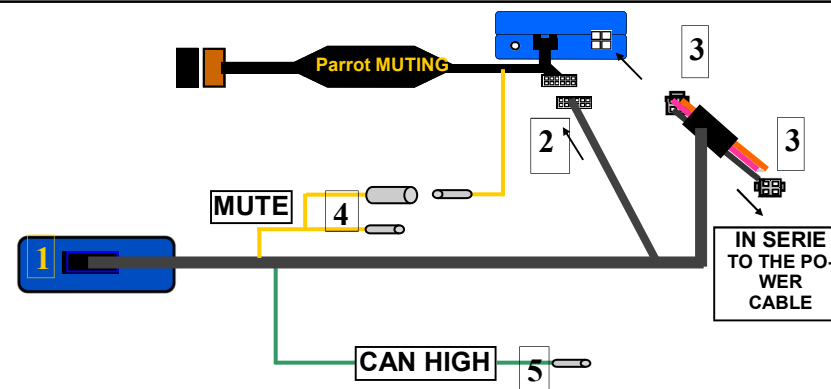 Parrot MUTING
3
3
2
MUTE
4
1
IN SERIE
TO THE PO-
WER
CABLE
CAN HIGH
5